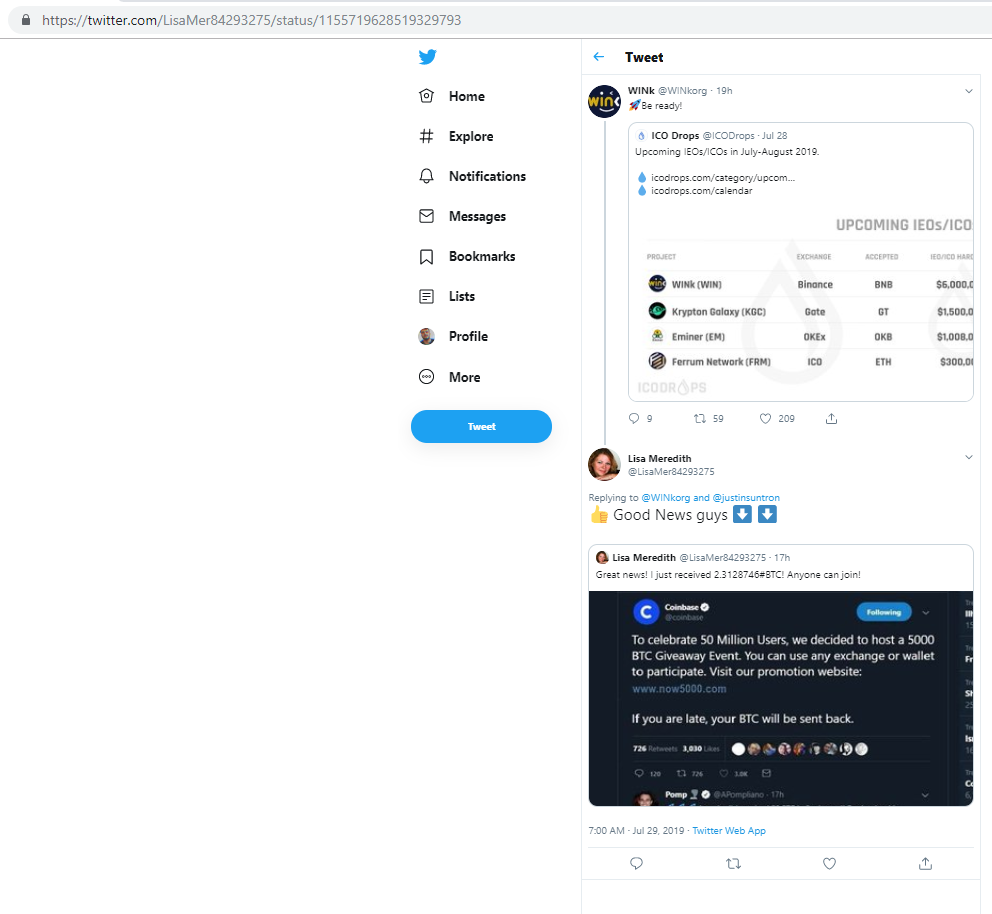 https://twitter.com/LisaMer84293275/status/1155719628519329793
Home
Explore
Notifications
Messages
Bookmarks
Lists
Profile
More
Tweet
Tweet
WINk @WINkorg · 19h
🚀Be ready!
ICO Drops @ICODrops · Jul 28
Upcoming IEOs/ICOs in July-August 2019.
💧 icodrops.com/category/upcom...
💧 icodrops.com/calendar
UPCOMING IEOs/ICO
PROJECT EXCHANGE ACCEPTED IEO/ICO HARD
WINk (WIN) Binance BNB $6,000,0
Krypton Galaxy (KGC) Gate GT $1,500,0
Eminer (EM) OKEx OKB $1,008,0
Ferrum Network (FRM) ICO ETH $300,00
ICODROPS
9 59 209
Lisa Meredith
@LisaMer84293275
Replying to @WINkorg and @justinsuntron
👍 Good News guys ⬇️ ⬇️
Lisa Meredith @LisaMer84293275 · 17h
Great news! I just received 2.3128746#BTC! Anyone can join!
Coinbase
@coinbase
Following
To celebrate 50 Million Users, we decided to host a 5000
BTC Giveaway Event. You can use any exchange or wallet
to participate. Visit our promotion website:
www.now5000.com
If you are late, your BTC will be sent back.
726 Retweets 3,030 Likes
120 726 3.0K
Pomp 🏆 @APompliano · 17h
7:00 AM · Jul 29, 2019 · Twitter Web App